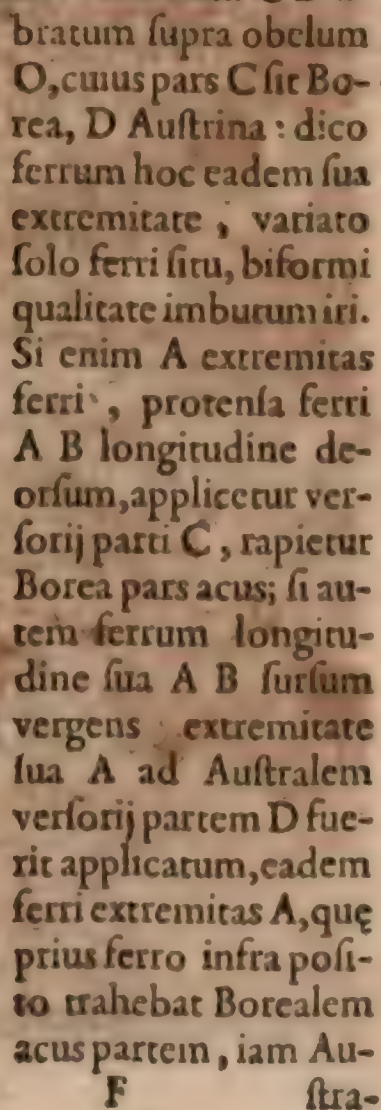 bratum ſupra obelum
O,cuius pars C ſit Bo-
rea, D Auſtrina : dico
ferrum hoc eadem ſua
extremitate , variato
ſolo ferri ſitu, biformi
qualitate imbutum iri.
Si enim A extremitas
ferri , protenſa ferri
A B longitudine de-
orſum,applicetur ver-
ſorij parti C , rapietur
Borea pars acus; ſi au-
tem ferrum longitu-
dine ſua A B ſurſum
vergens extremitate
ſua A ad Auſtralem
verſorij partem D fue-
rit applicatum,eadem
ferri extremitas A,quę
prius ferro infra poſi-
to trahebat Borealem
acus partem , iam Au-
F ſtra-